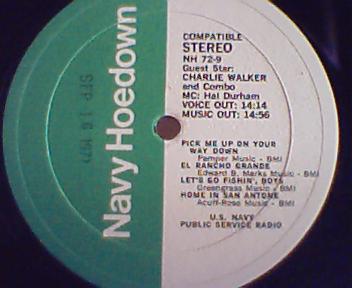 Navy Hoedown
SEP 16 197
COMPATIBLE
STEREO
NH 72-9
Guest Star:
CHARLIE WALKER
and Combo
MC: Hal Durham
VOICE OUT: 14:14
MUSIC OUT: 14:56
PICK ME UP ON YOUR
WAY DOWN
Pamper Music - BMI
EL RANCHO GRANDE
Edward B. Marks Music - BMI
LET'S GO FISHIN', BOYS
Greengrass Music - BMI
HOME IN SAN ANTONE
Acuff-Rose Music - BMI
U.S. NAVY
PUBLIC SERVICE RADIO